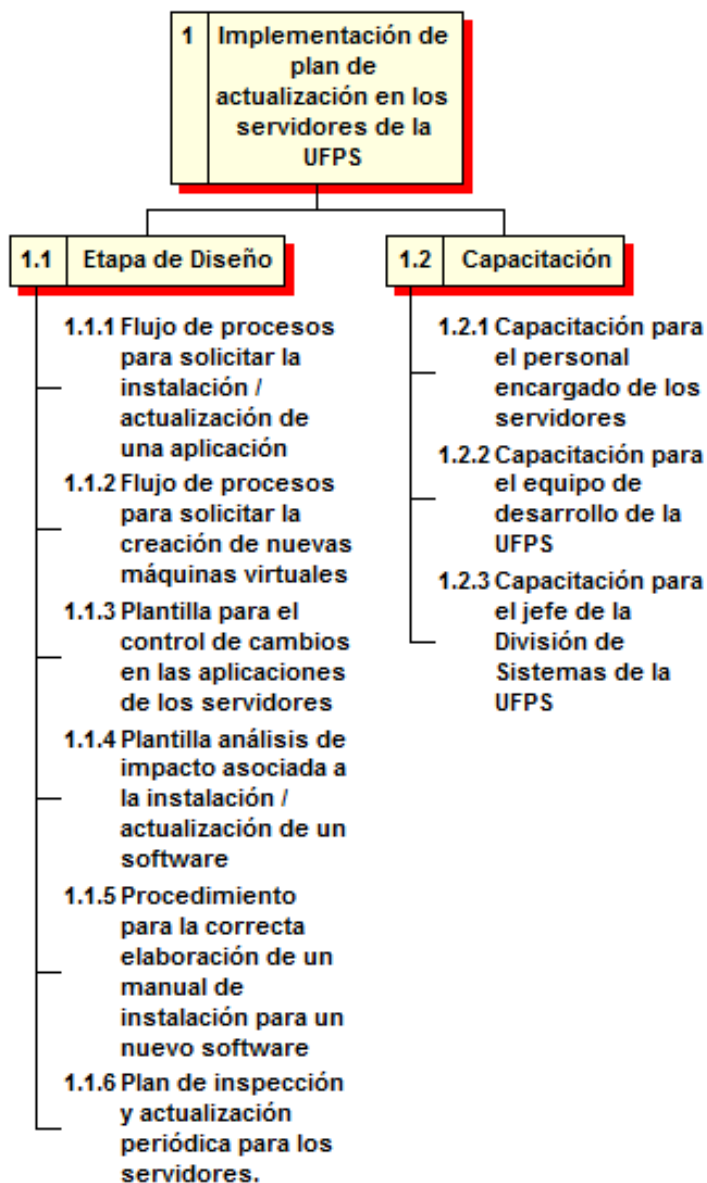 1 Implementación de
plan de
actualización en los
servidores de la
UFPS
1.1 Etapa de Diseño
1.1.1 Flujo de procesos
para solicitar la
instalación /
actualización de
una aplicación
1.1.2 Flujo de procesos
para solicitar la
creación de nuevas
máquinas virtuales
1.1.3 Plantilla para el
control de cambios
en las aplicaciones
de los servidores
1.1.4 Plantilla análisis de
impacto asociada a
la instalación /
actualización de un
software
1.1.5 Procedimiento
para la correcta
elaboración de un
manual de
instalación para un
nuevo software
1.1.6 Plan de inspección
y actualización
periódica para los
servidores.
1.2 Capacitación
1.2.1 Capacitación para
el personal
encargado de los
servidores
1.2.2 Capacitación para
el equipo de
desarrollo de la
UFPS
1.2.3 Capacitación para
el jefe de la
División de
Sistemas de la
UFPS